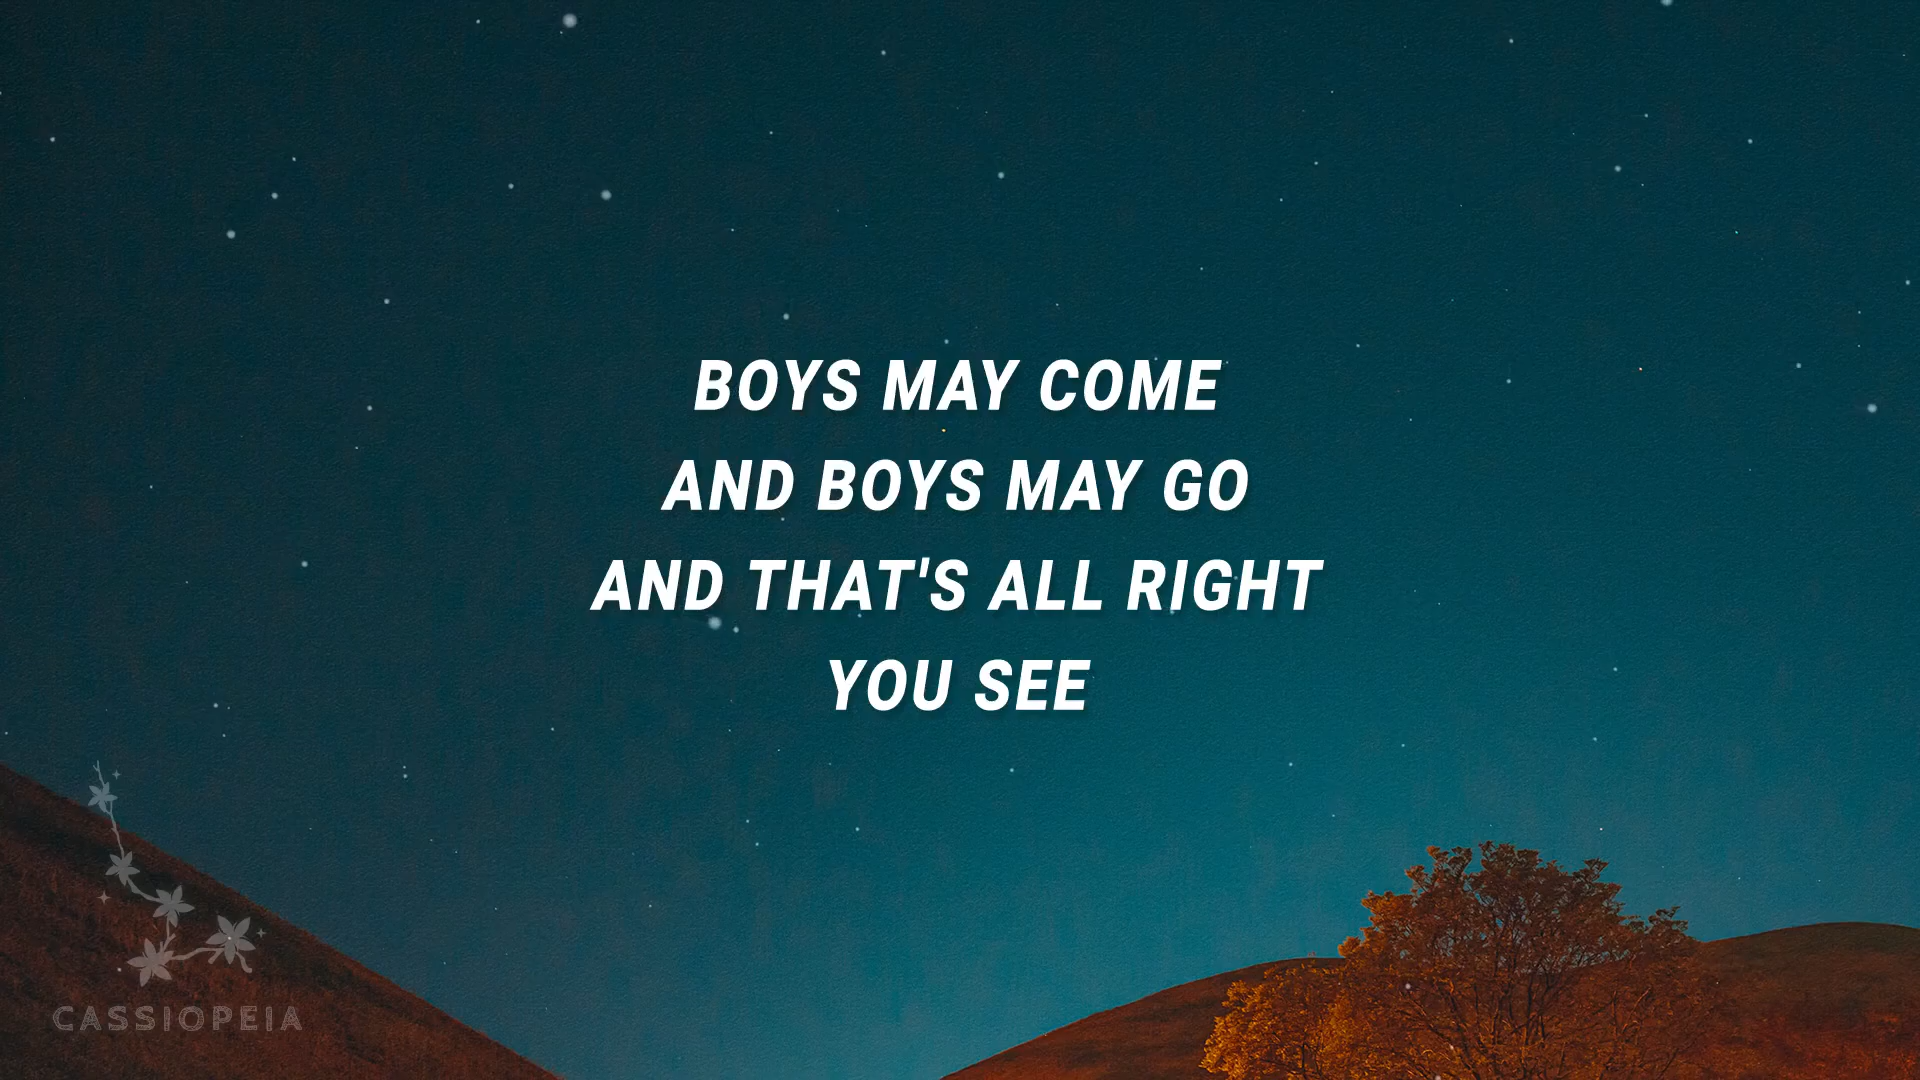 BOYS MAY COME
AND BOYS MAY GO
AND THAT'S ALL RIGHT
YOU SEE
CASSIOPEIA